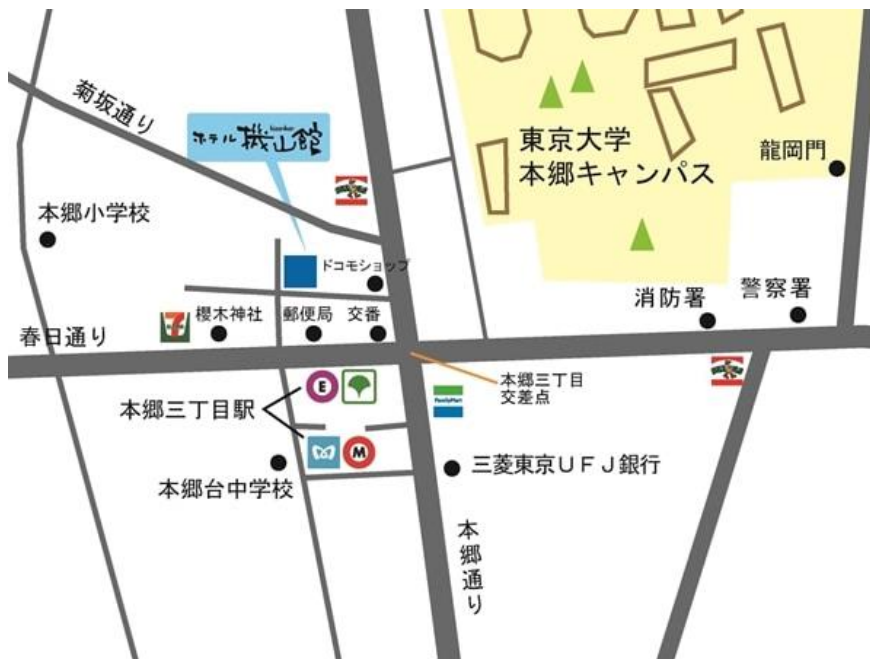 菊坂通り
ホテル機山館
東京大学
本郷キャンパス
龍岡門
本郷小学校
ドコモショップ
消防署
警察署
春日通り
7
櫻木神社
郵便局
交番
本郷三丁目
交差点
E
FamilyMart
本郷三丁目駅
M
本郷台中学校
三菱東京UFJ銀行
本郷通り